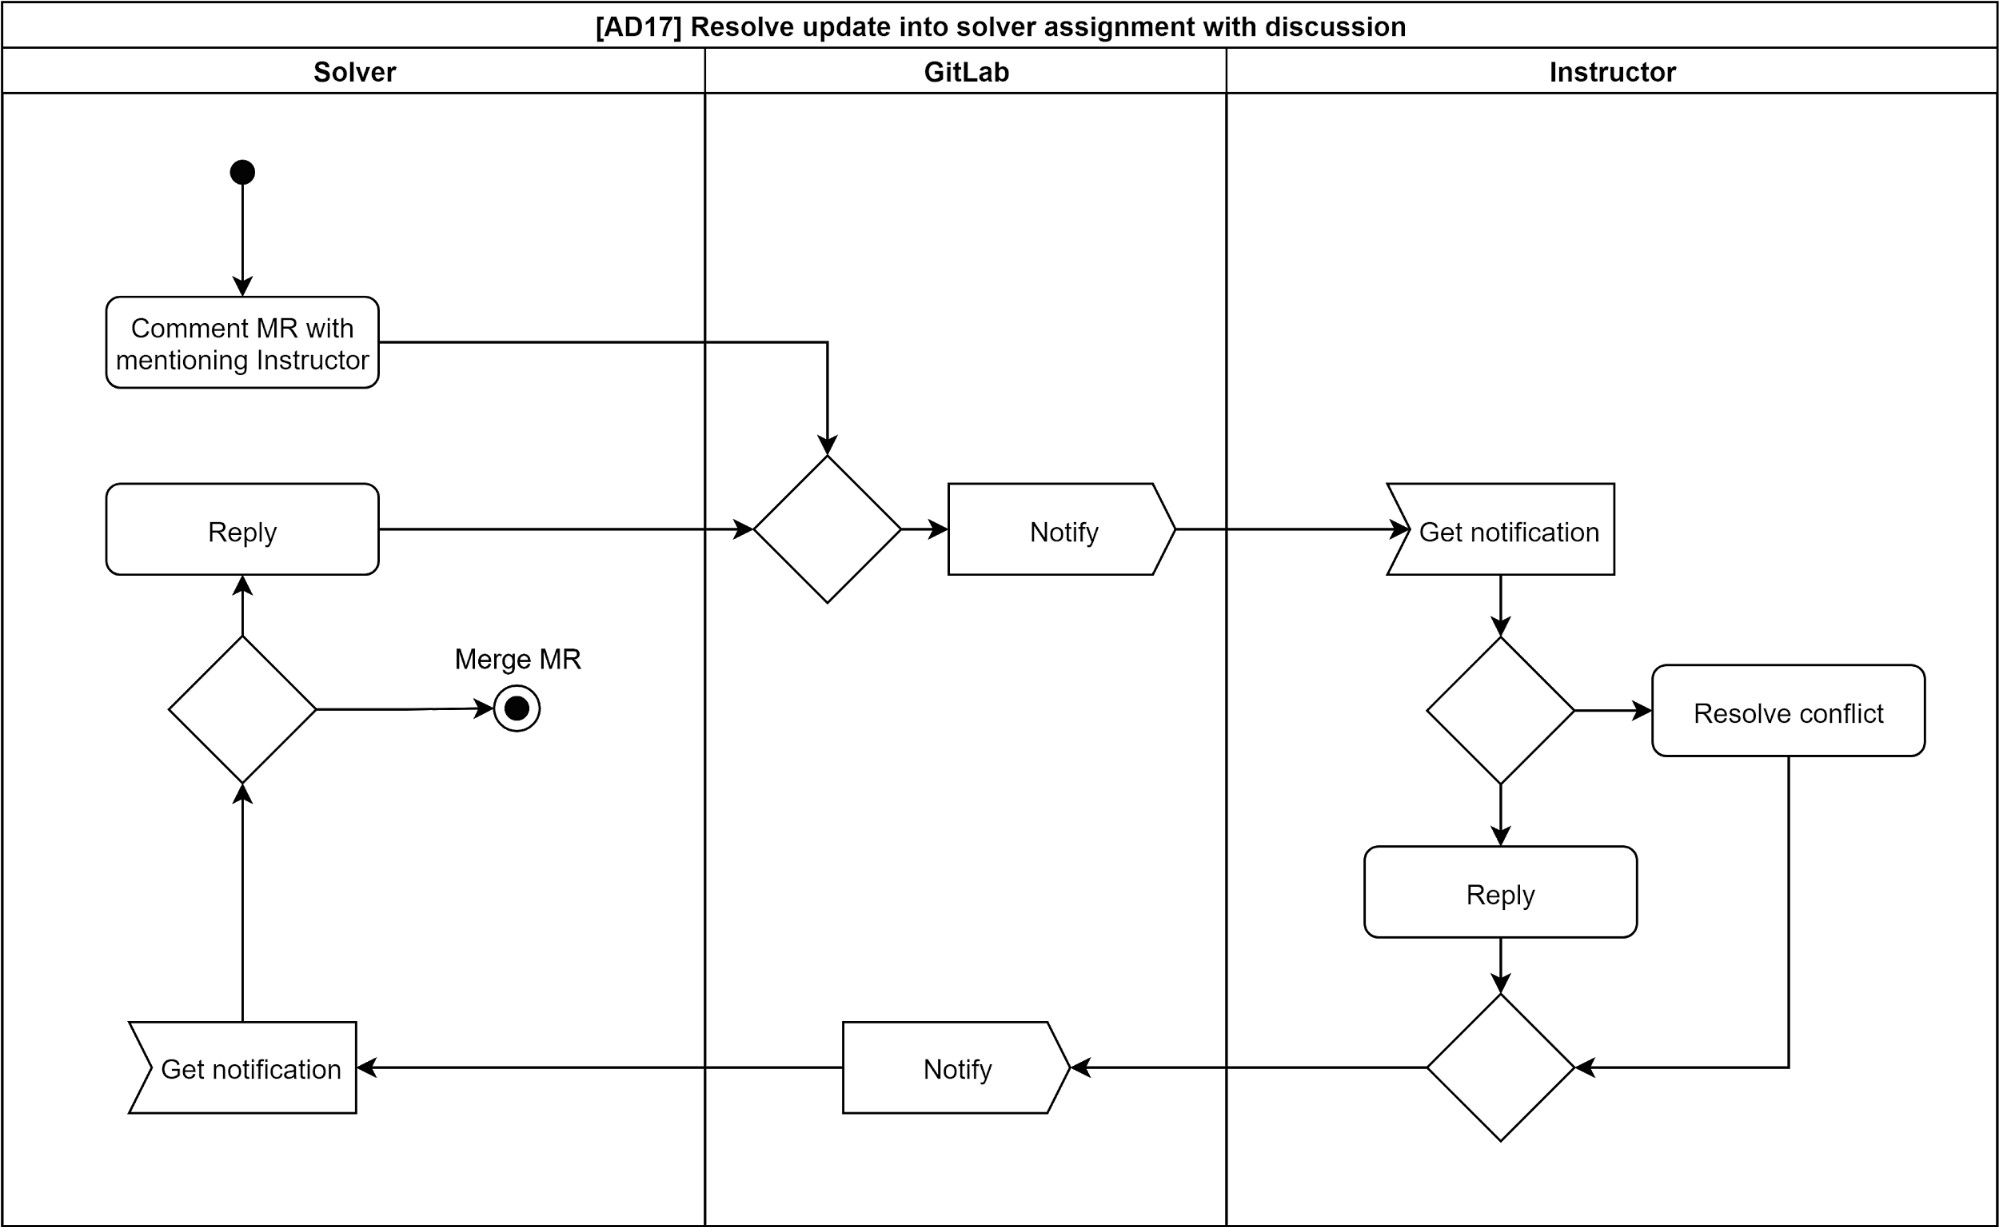 [AD17] Resolve update into solver assignment with discussion
Solver
GitLab
Instructor
Comment MR with
mentioning Instructor
Reply
Notify
Get notification
Merge MR
Resolve conflict
Reply
Get notification
Notify